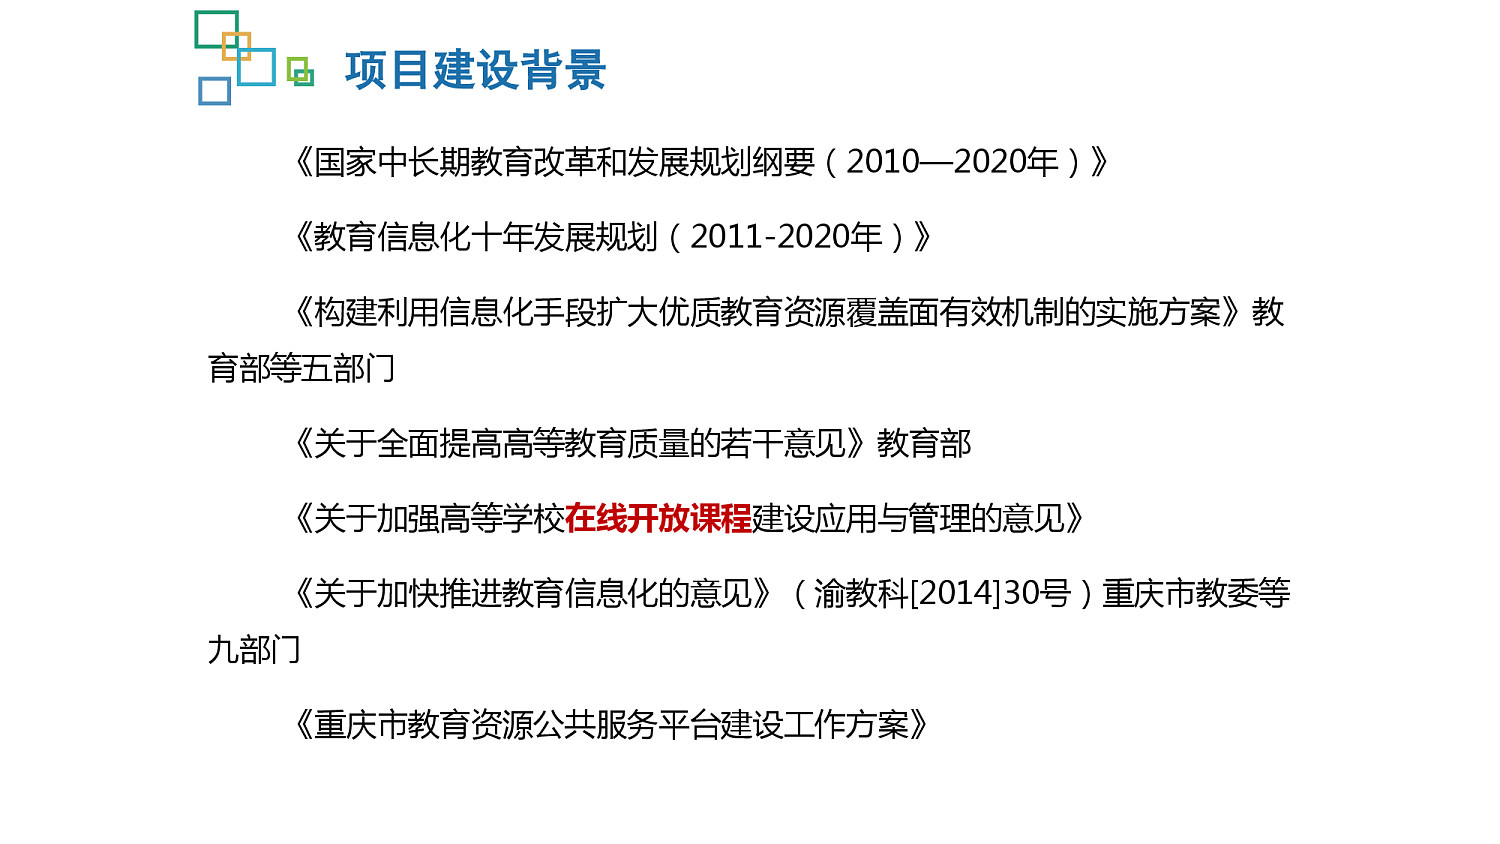 项目建设背景
《国家中长期教育改革和发展规划纲要（2010—2020年）》
《教育信息化十年发展规划（2011-2020年）》
《构建利用信息化手段扩大优质教育资源覆盖面有效机制的实施方案》教
育部等五部门
《关于全面提高高等教育质量的若干意见》教育部
《关于加强高等学校在线开放课程建设应用与管理的意见》
《关于加快推进教育信息化的意见》（渝教科[2014]30号）重庆市教委等
九部门
《重庆市教育资源公共服务平台建设工作方案》